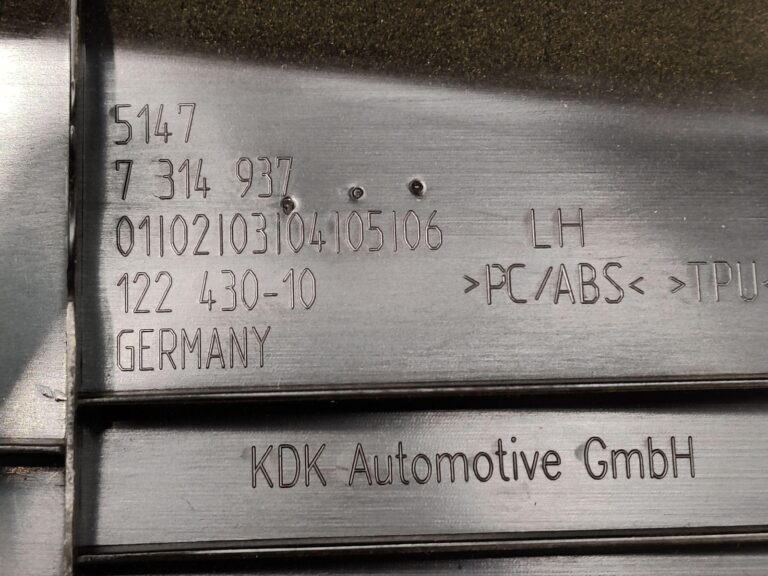 5147
7 314 937
01|02|03|04|05|06
LH
122 430-10
>PC/ABS< >TPU<
GERMANY
KDK Automotive GmbH